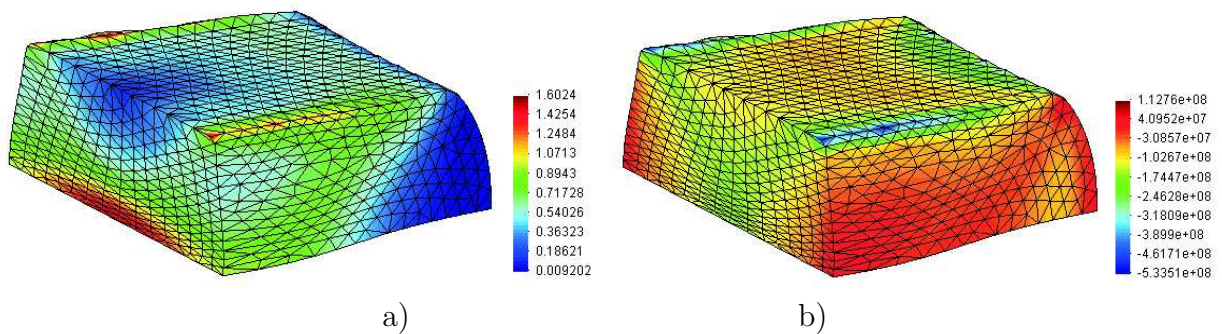 1.6024
1.4254
1.2484
1.0713
0.8943
0.71728
0.54026
0.36323
0.18621
0.009202
1.1276e+08
4.0952e+07
-3.0857e+07
-1.0267e+08
-1.7447e+08
-2.4628e+08
-3.1809e+08
-3.899e+08
-4.6171e+08
-5.3351e+08
a)
b)